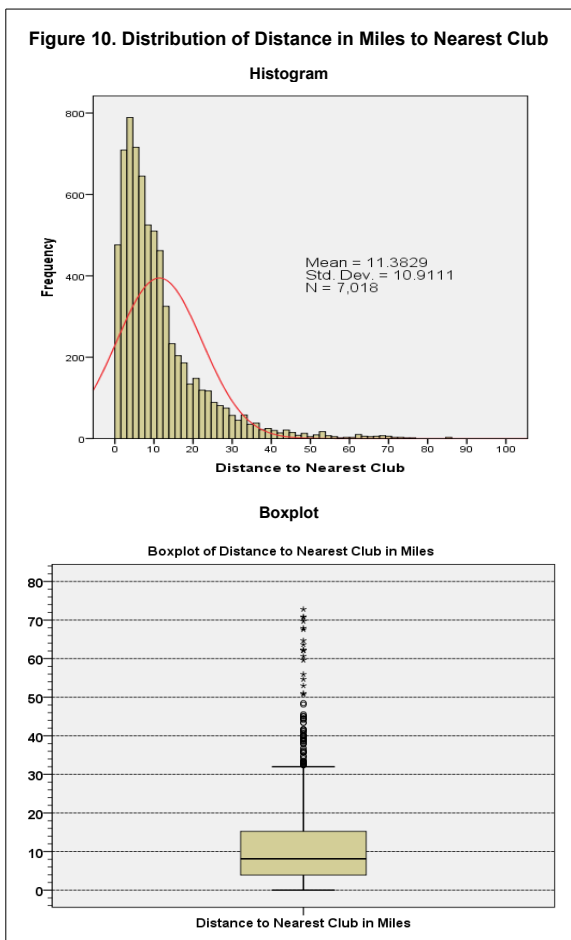 Figure 10. Distribution of Distance in Miles to Nearest Club
Histogram
800
600
400
200
0
Frequency
Mean = 11.3829
Std. Dev. = 10.9111
N = 7,018
0 10 20 30 40 50 60 70 80 90 100
Distance to Nearest Club
Boxplot
Boxplot of Distance to Nearest Club in Miles
80
70
60
50
40
30
20
10
0
Distance to Nearest Club in Miles